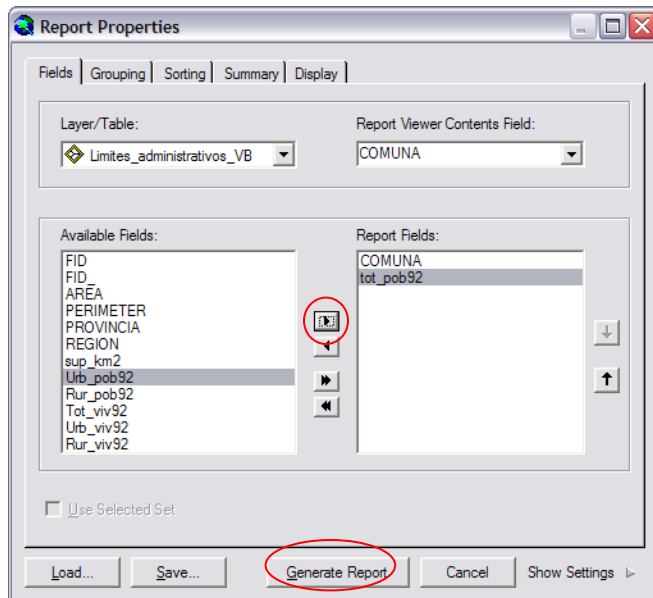 Report Properties
Fields Grouping Sorting Summary Display
Layer/Table:
Limites_administrativos_VB
Report Viewer Contents Field:
COMUNA
Available Fields:
FID
FID_
AREA
PERIMETER
PROVINCIA
REGION
sup_km2
Urb_pob92
Rur_pob92
Tot_viv92
Urb_viv92
Rur_viv92
Report Fields:
COMUNA
tot_pob92
Use Selected Set
Load... Save... Generate Report Cancel Show Settings